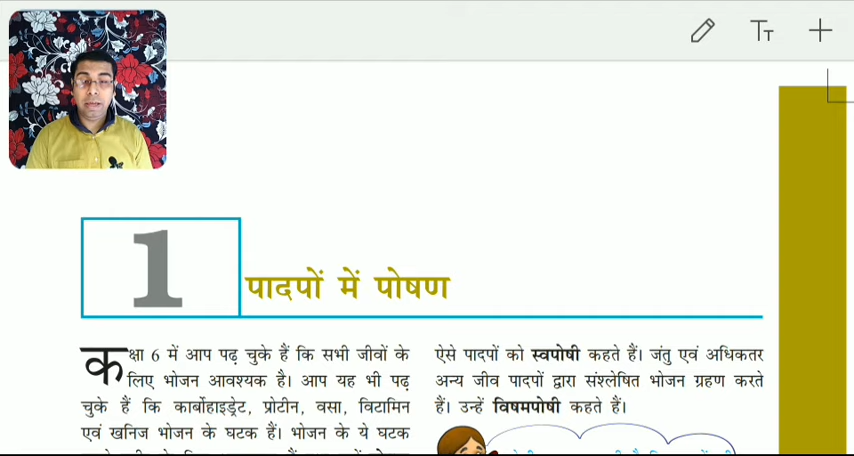 1
पादपों में पोषण
कक्षा 6 में आप पढ़ चुके हैं कि सभी जीवों के
लिए भोजन आवश्यक है। आप यह भी पढ़
चुके हैं कि कार्बोहाइड्रेट, प्रोटीन, वसा, विटामिन
एवं खनिज भोजन के घटक हैं। भोजन के ये घटक
ऐसे पादपों को स्वपोषी कहते हैं। जंतु एवं अधिकतर
अन्य जीव पादपों द्वारा संश्लेषित भोजन ग्रहण करते
हैं। उन्हें विषमपोषी कहते हैं।